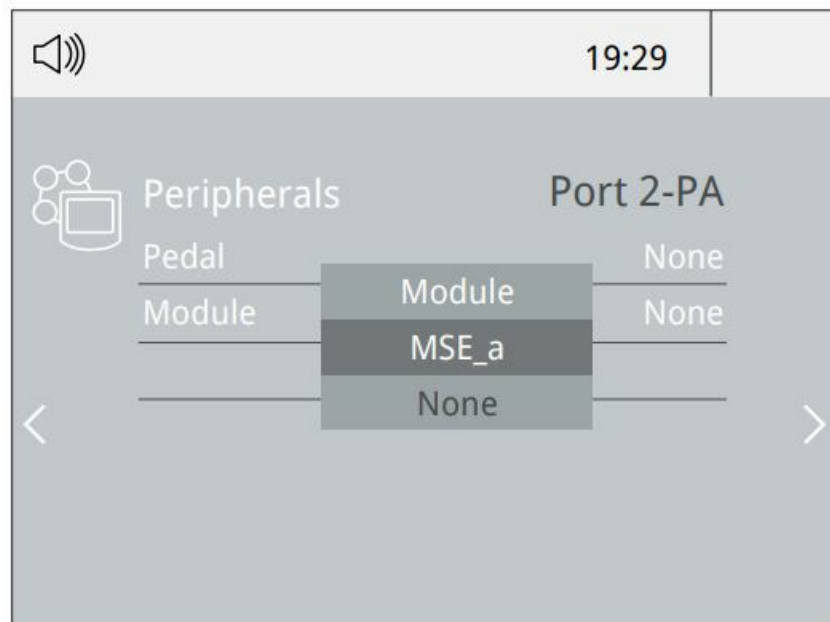 19:29
Peripherals Port 2-PA
Pedal None
Module
Module None
MSE_a
None